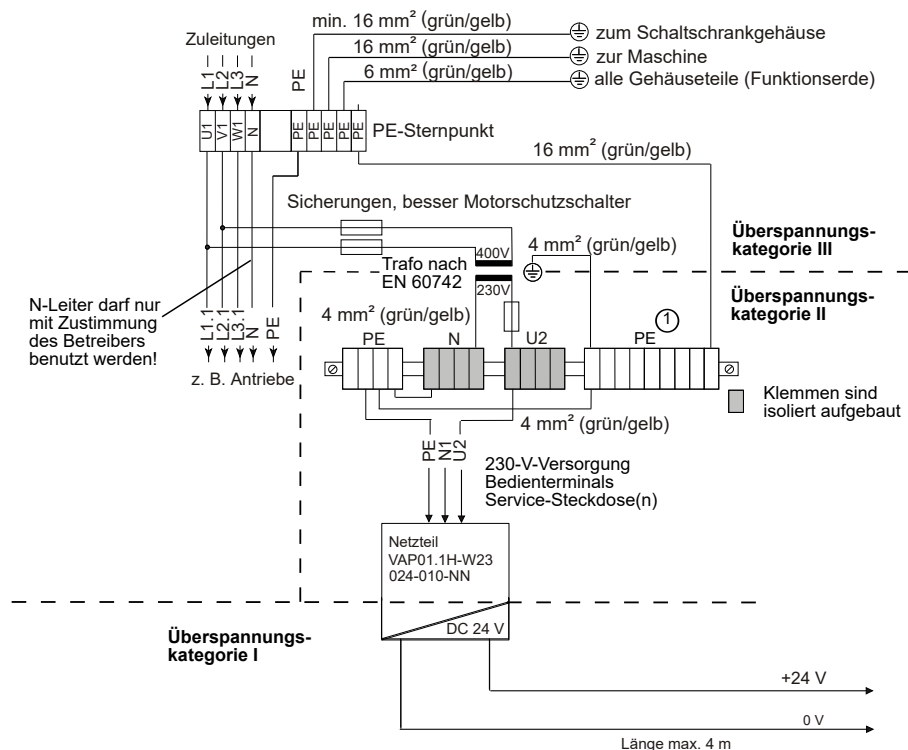 min. 16 mm² (grün/gelb)
zum Schaltschrankgehäuse
Zuleitungen
16 mm² (grün/gelb)
zur Maschine
6 mm² (grün/gelb)
alle Gehäuseteile (Funktionserde)
L1
L2
L3
N
PE
U1
V1
W1
N
PE
PE
PE
PE
PE
PE-Sternpunkt
16 mm² (grün/gelb)
Sicherungen, besser Motorschutzschalter
Überspannungs-
kategorie III
4 mm² (grün/gelb)
400V
Trafo nach
EN 60742
230V
Überspannungs-
kategorie II
N-Leiter darf nur
mit Zustimmung
des Betreibers
benutzt werden!
4 mm² (grün/gelb)
L1.1
L2.1
L3.1
N
PE
PE
N
U2
PE
1
z. B. Antriebe
Klemmen sind
isoliert aufgebaut
4 mm² (grün/gelb)
PE
N1
U2
230-V-Versorgung
Bedienterminals
Service-Steckdose(n)
Netzteil
VAP01.1H-W23
024-010-NN
DC 24 V
Überspannungs-
kategorie I
+24 V
0 V
Länge max. 4 m